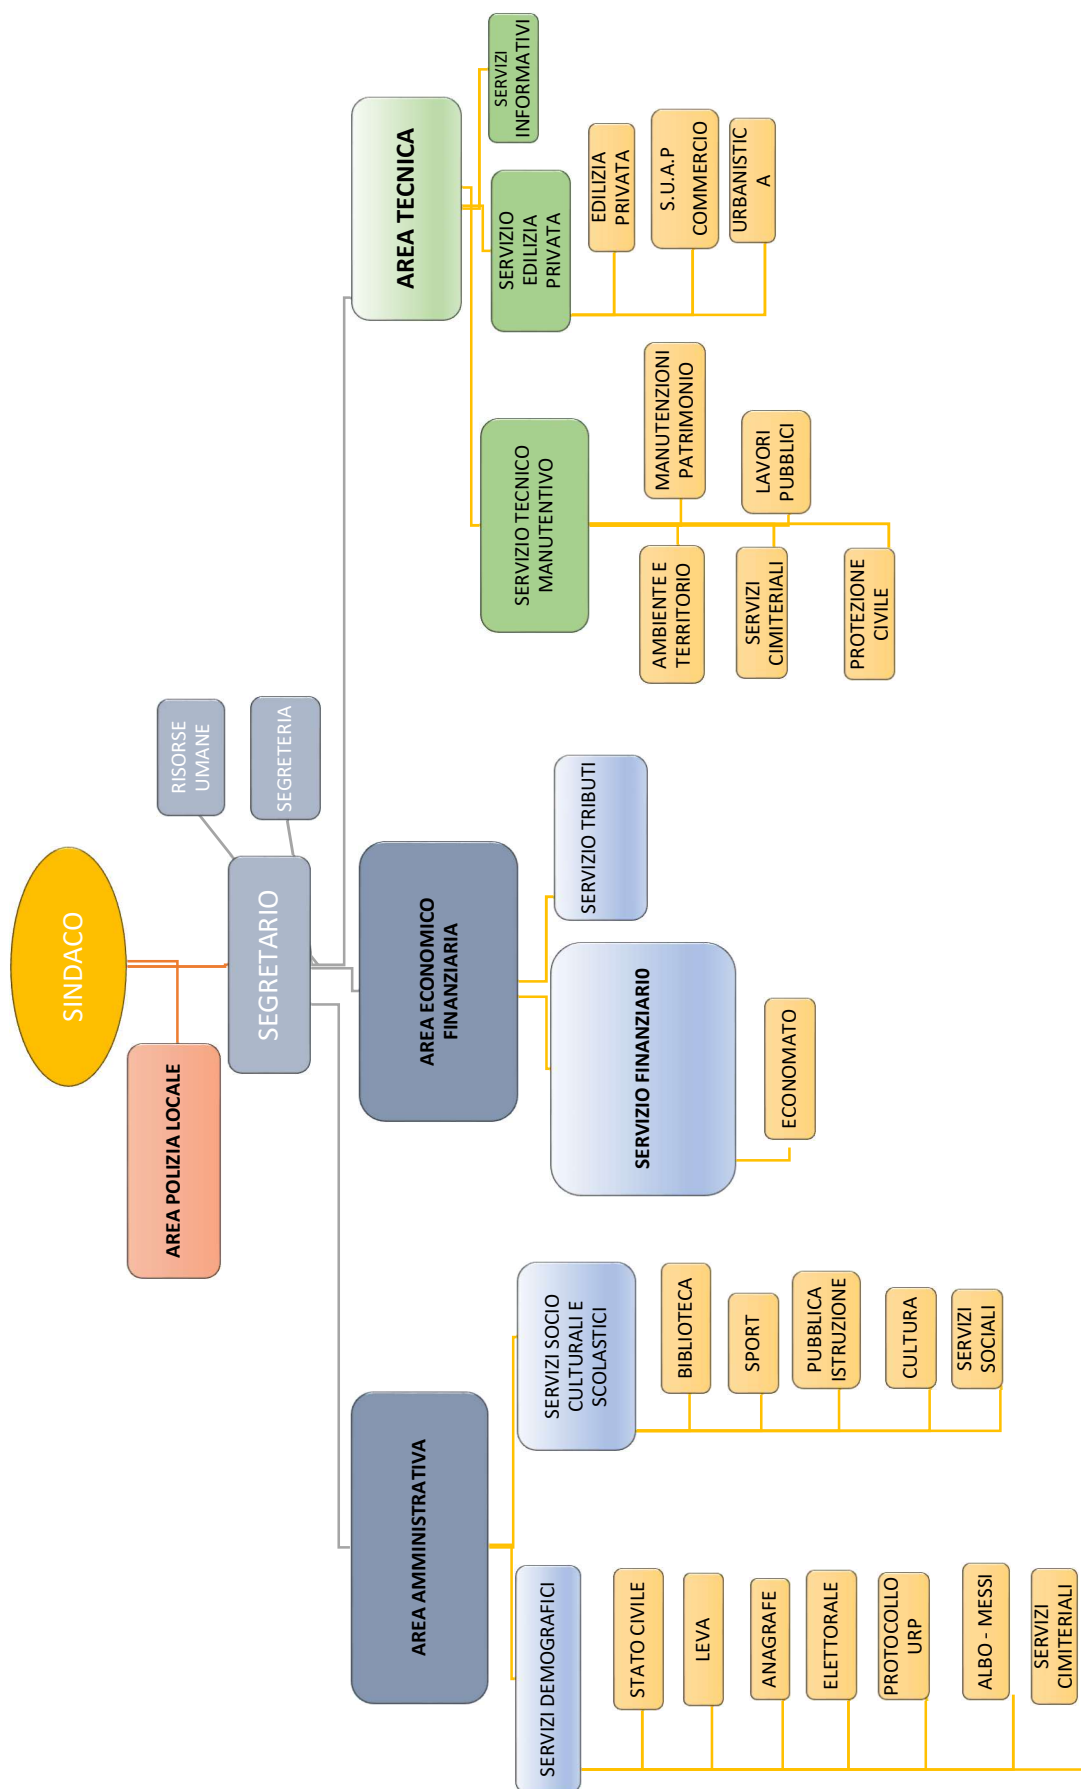 SINDACO
AREA POLIZIA LOCALE
SEGRETARIO
RISORSE
UMANE
SEGRETERIA
AREA AMMINISTRATIVA
AREA ECONOMICO
FINANZIARIA
AREA TECNICA
SERVIZI DEMOGRAFICI
STATO CIVILE
LEVA
ANAGRAFE
ELETTORALE
PROTOCOLLO
URP
ALBO - MESSI
SERVIZI
CIMITERIALI
SERVIZI SOCIO
CULTURALI E
SCOLASTICI
BIBLIOTECA
SPORT
PUBBLICA
ISTRUZIONE
CULTURA
SERVIZI
SOCIALI
SERVIZIO FINANZIARI0
ECONOMATO
SERVIZIO TRIBUTI
SERVIZIO TECNICO
MANUTENTIVO
AMBIENTE E
TERRITORIO
MANUTENZIONI
PATRIMONIO
SERVIZI
CIMITERIALI
LAVORI
PUBBLICI
PROTEZIONE
CIVILE
SERVIZIO
EDILIZIA
PRIVATA
EDILIZIA
PRIVATA
S.U.A.P
COMMERCIO
URBANISTIC
A
SERVIZI
INFORMATIVI